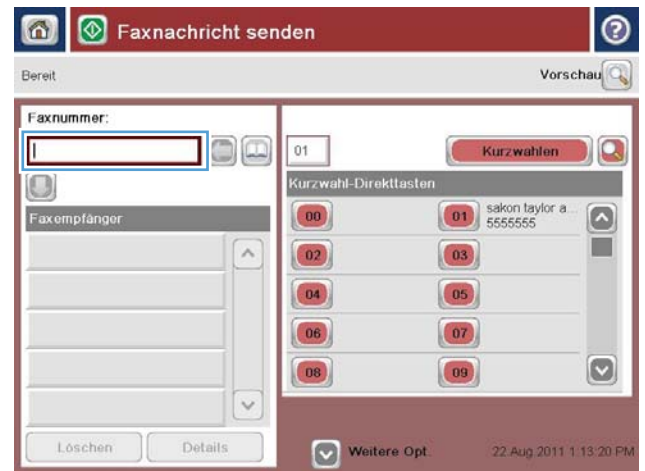 Faxnachricht senden
Bereit
Vorschau
Faxnummer:
01
Kurzwahlen
Kurzwahl-Direkttasten
Faxempfänger
00
01
sakon taylor a...
5555555
02
03
04
05
06
07
08
09
Löschen
Details
Weitere Opt.
22 Aug 2011 1:13:20 PM